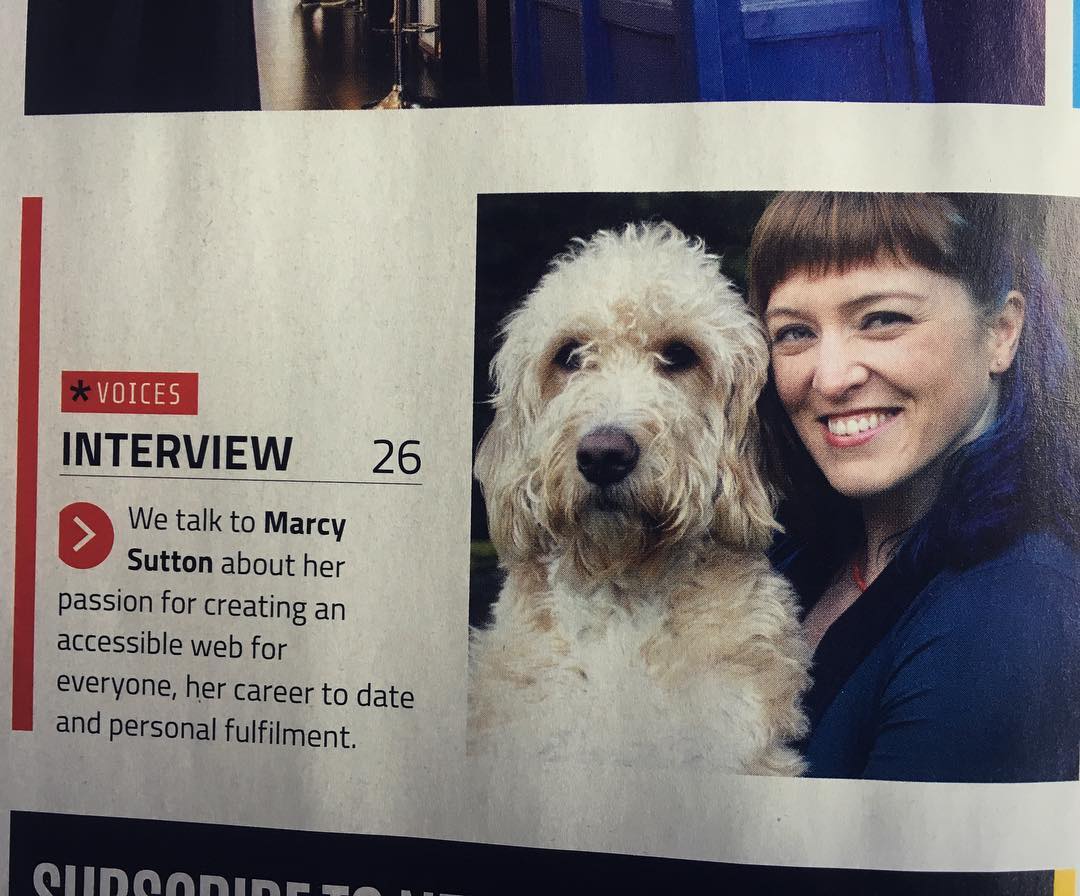 *VOICES
INTERVIEW 26
We talk to Marcy
Sutton about her
passion for creating an
accessible web for
everyone, her career to date
and personal fulfilment.
SUBSCRIBE TO